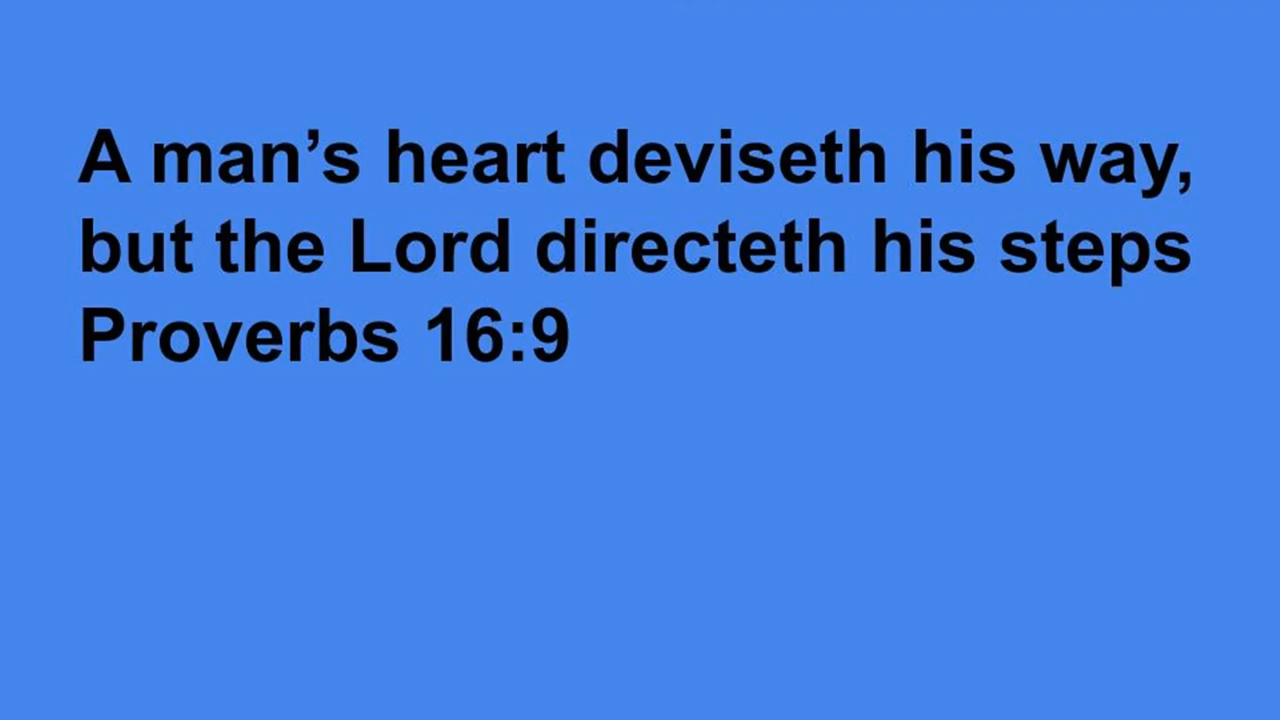 A man’s heart deviseth his way,
but the Lord directeth his steps
Proverbs 16:9